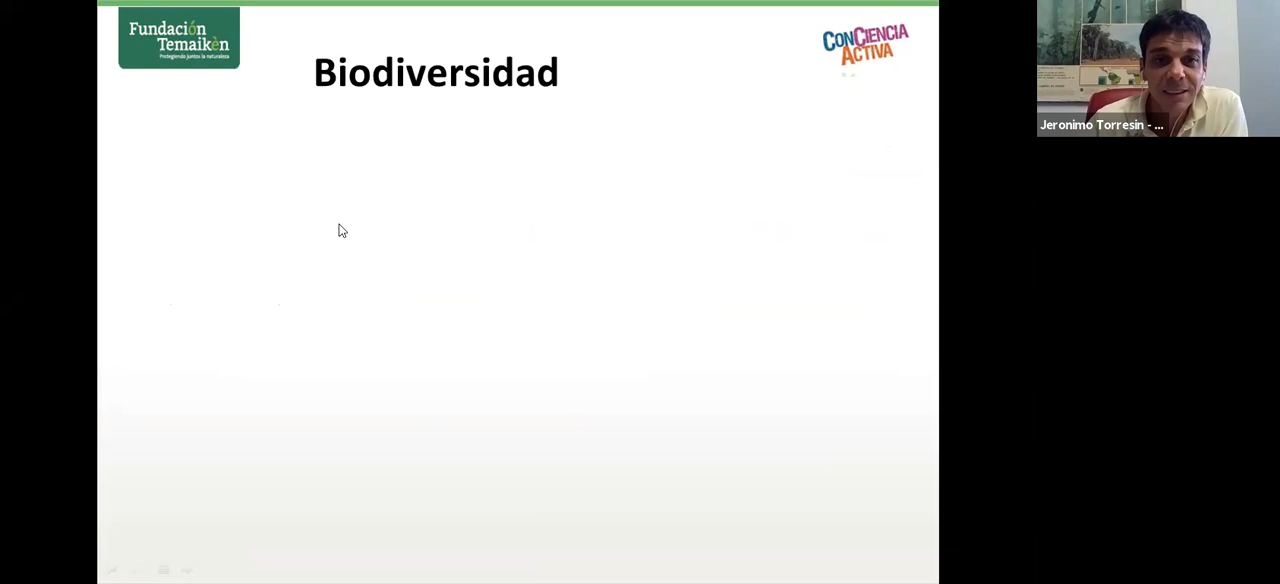 Fundación
Temaikèn
Protegiendo juntos la naturaleza
Biodiversidad
CONCIENCIA
ACTIVA
Jeronimo Torresin - ...